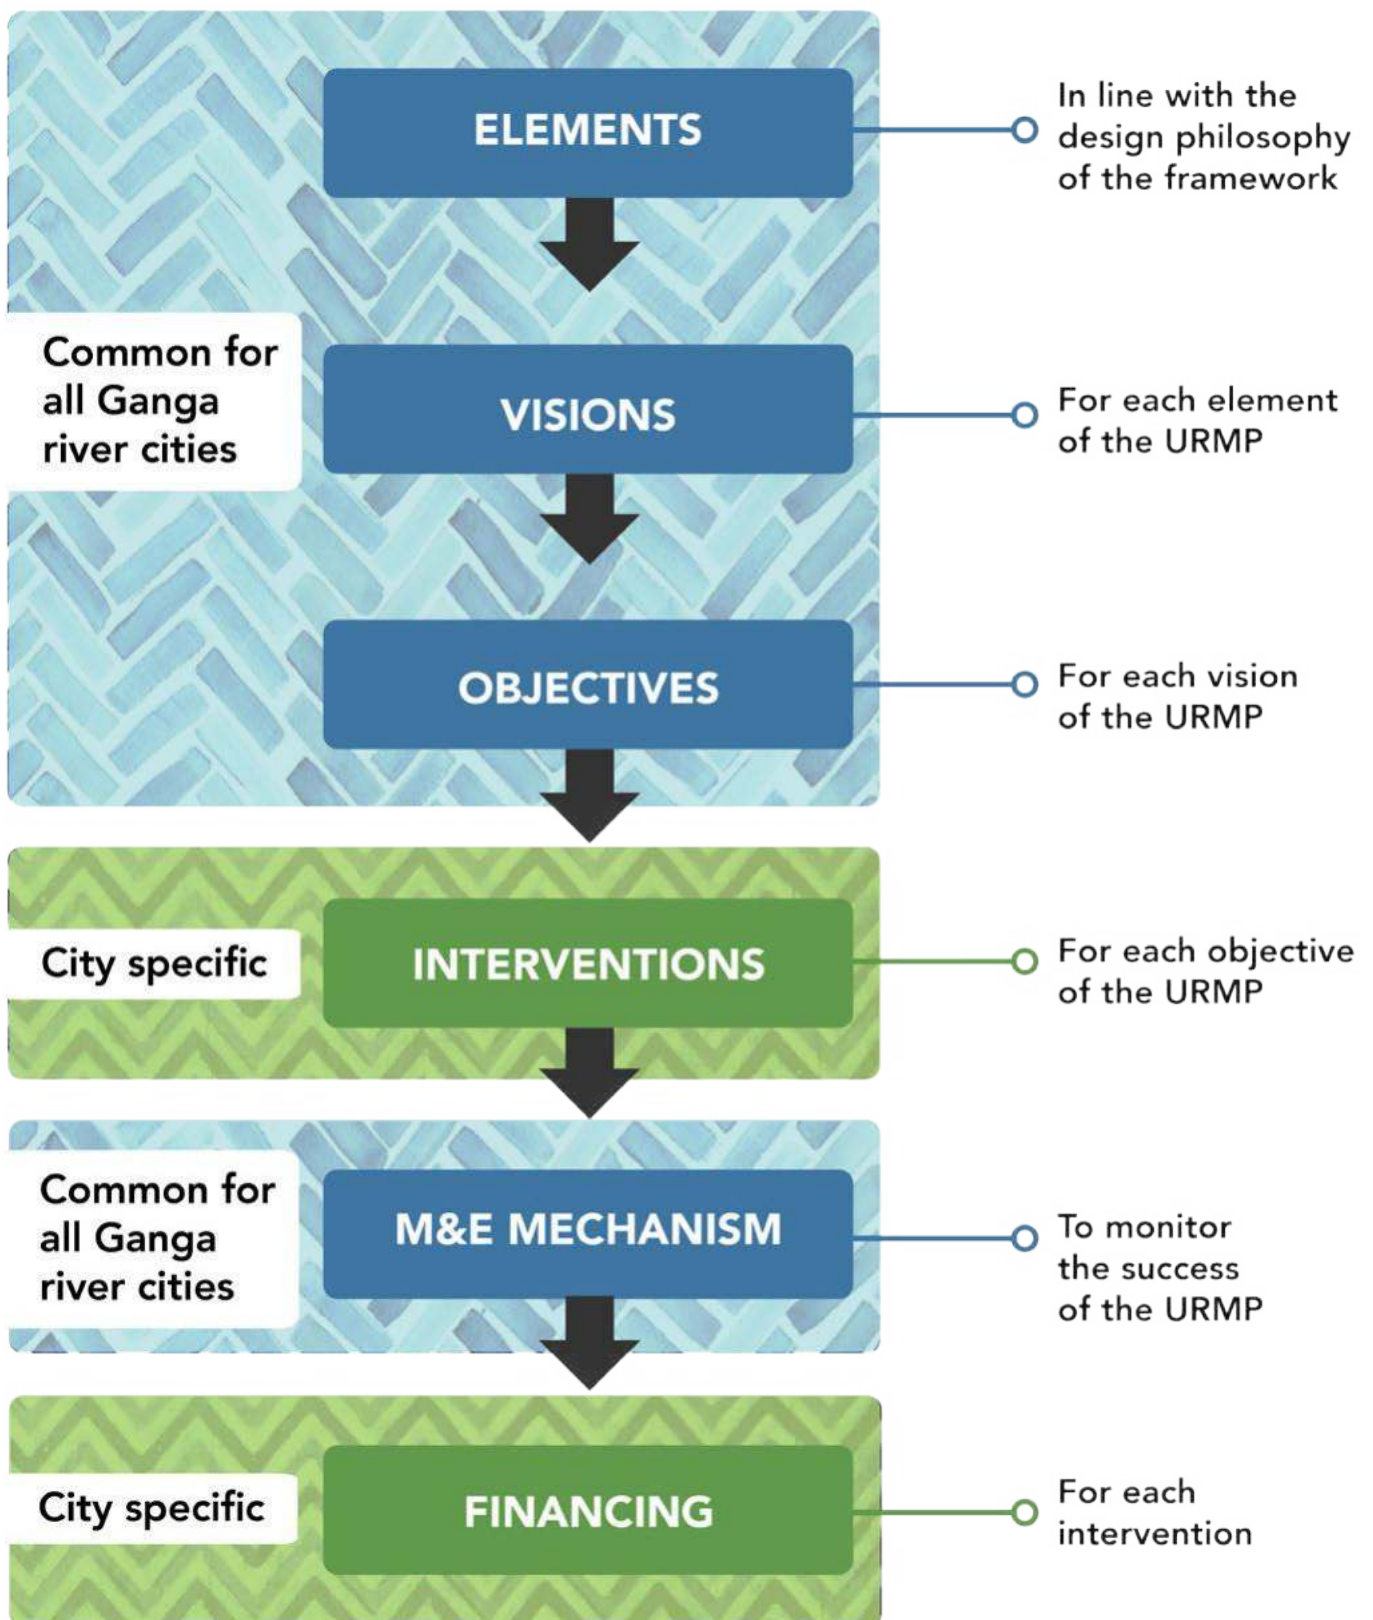 ELEMENTS
In line with the
design philosophy
of the framework
Common for
all Ganga
river cities
VISIONS
For each element
of the URMP
OBJECTIVES
For each vision
of the URMP
City specific
INTERVENTIONS
For each objective
of the URMP
Common for
all Ganga
river cities
M&E MECHANISM
To monitor
the success
of the URMP
City specific
FINANCING
For each
intervention